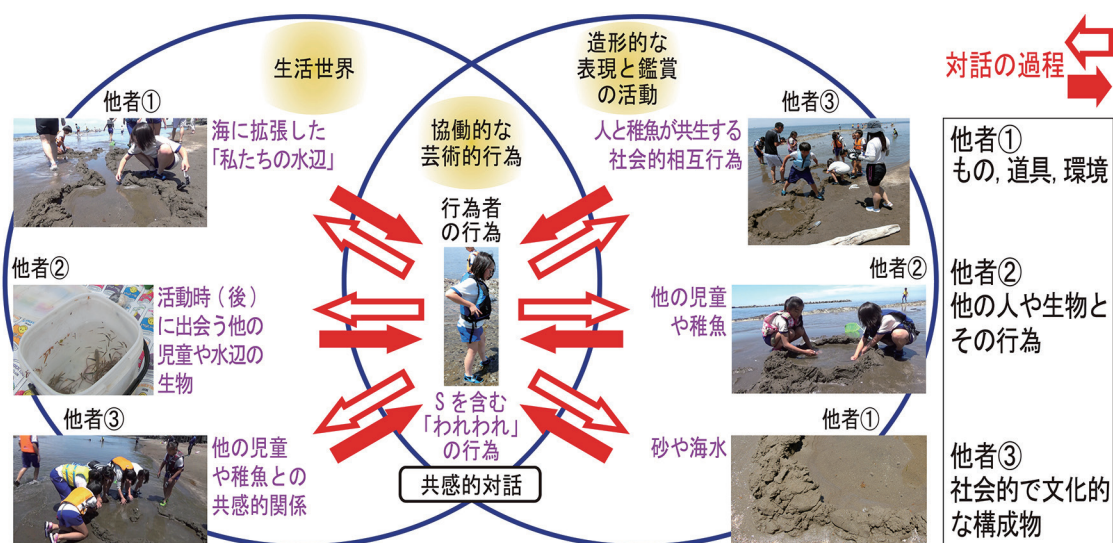 生活世界
他者①
海に拡張した
「私たちの水辺」
他者②
活動時（後）
に出会う他の
児童や水辺の
生物
他者③
他の児童
や稚魚との
共感的関係
協働的な
芸術的行為
行為者
の行為
Sを含む
「われわれ」
の行為
共感的対話
造形的な
表現と鑑賞
の活動
他者③
人と稚魚が共生する
社会的相互行為
他者②
他の児童
や稚魚
他者①
砂や海水
対話の過程
他者①
もの，道具，環境
他者②
他の人や生物と
その行為
他者③
社会的で文化的
な構成物